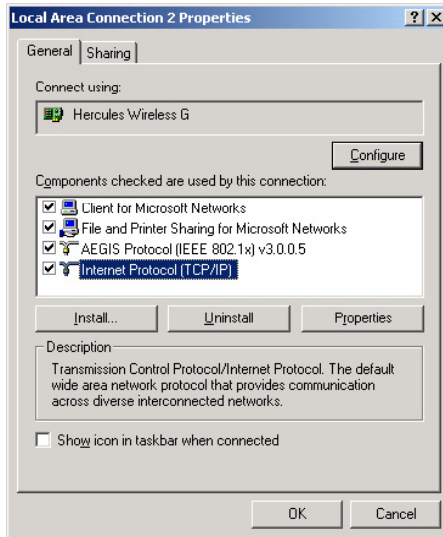 Local Area Connection 2 Properties
General
Sharing
Connect using:
Hercules Wireless G
Configure
Components checked are used by this connection:
Client for Microsoft Networks
File and Printer Sharing for Microsoft Networks
AEGIS Protocol (IEEE 802.1x) v3.0.0.5
Internet Protocol (TCP/IP)
Install...
Uninstall
Properties
Description
Transmission Control Protocol/Internet Protocol. The default
wide area network protocol that provides communication
across diverse interconnected networks.
Show icon in taskbar when connected
OK
Cancel